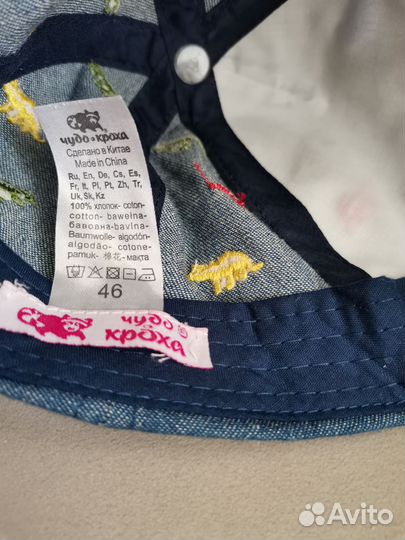 чудо кроха
Сделано в Китае
Made in China
Ru, En, De, Cs, Es,
Fr, It, Pl, Pt, Zh, Tr,
Uk, Sk, Kz
100% хлопок- coton-
cotton- bawelna-
бавовна-bavlna-
Baumwolle- algodón-
algodão- cotone-
pamuk- 棉花- мақта
46
чудо
кроха
Avito